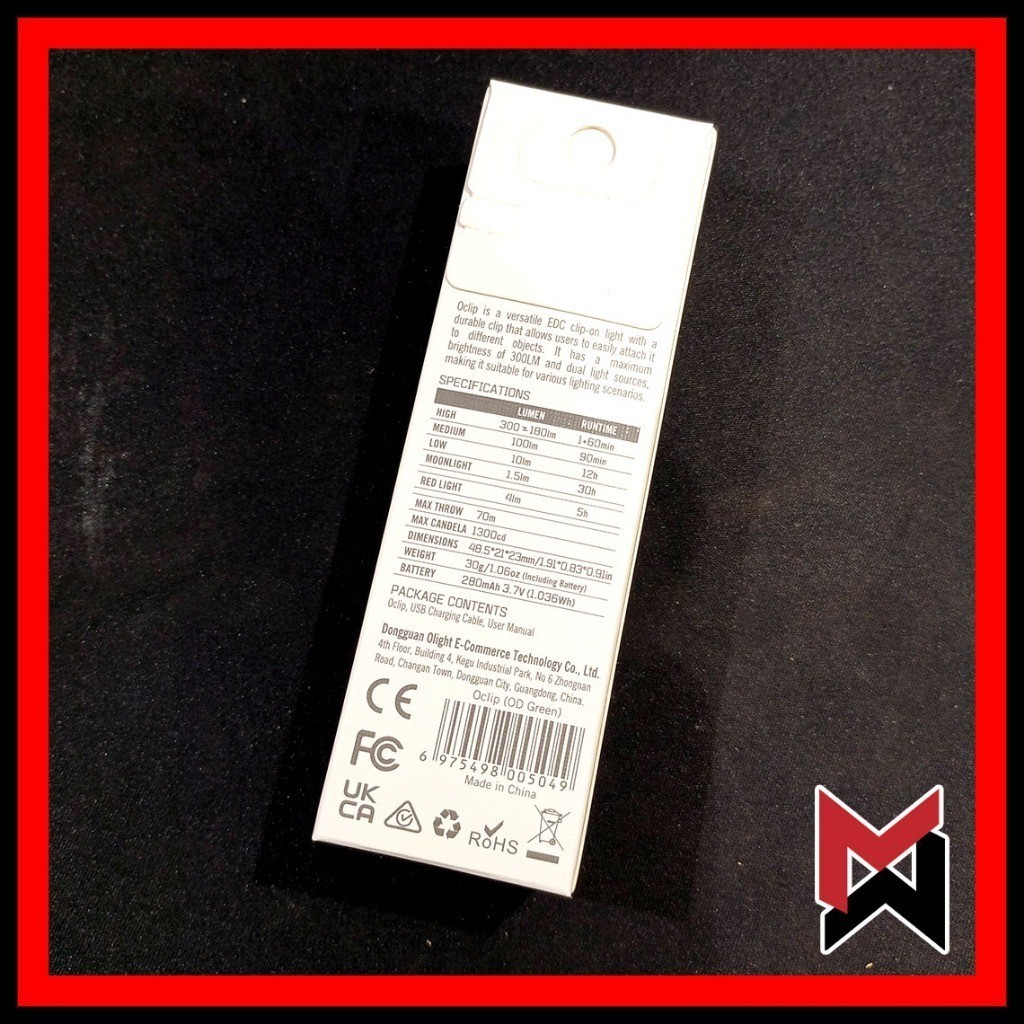 Oclip is a versatile EDC clip-on light with a
durable clip that allows users to easily attach it
to different objects. It has a maximum
brightness of 300LM and dual light sources,
making it suitable for various lighting scenarios.
SPECIFICATIONS
LUMEN RUNTIME
HIGH 300~180lm 1+60min
MEDIUM 100lm 90min
LOW 10lm 12h
MOONLIGHT 1.5lm 30h
RED LIGHT 4lm 5h
MAX THROW 70m
MAX CANDELA 1300cd
DIMENSIONS 48.5*21*23mm/1.91*0.83*0.91in
WEIGHT 30g/1.06oz (Including Battery)
BATTERY 280mAh 3.7V (1.036Wh)
PACKAGE CONTENTS
Oclip, USB Charging Cable, User Manual
Dongguan Olight E-Commerce Technology Co., Ltd.
4th Floor, Building 4, Kegu Industrial Park, No 6 Zhongnan
Road, Changan Town, Dongguan City, Guangdong, China.
CE
Oclip (OD Green)
6 975498 005049
FC
Made in China
UK
CA
RoHS